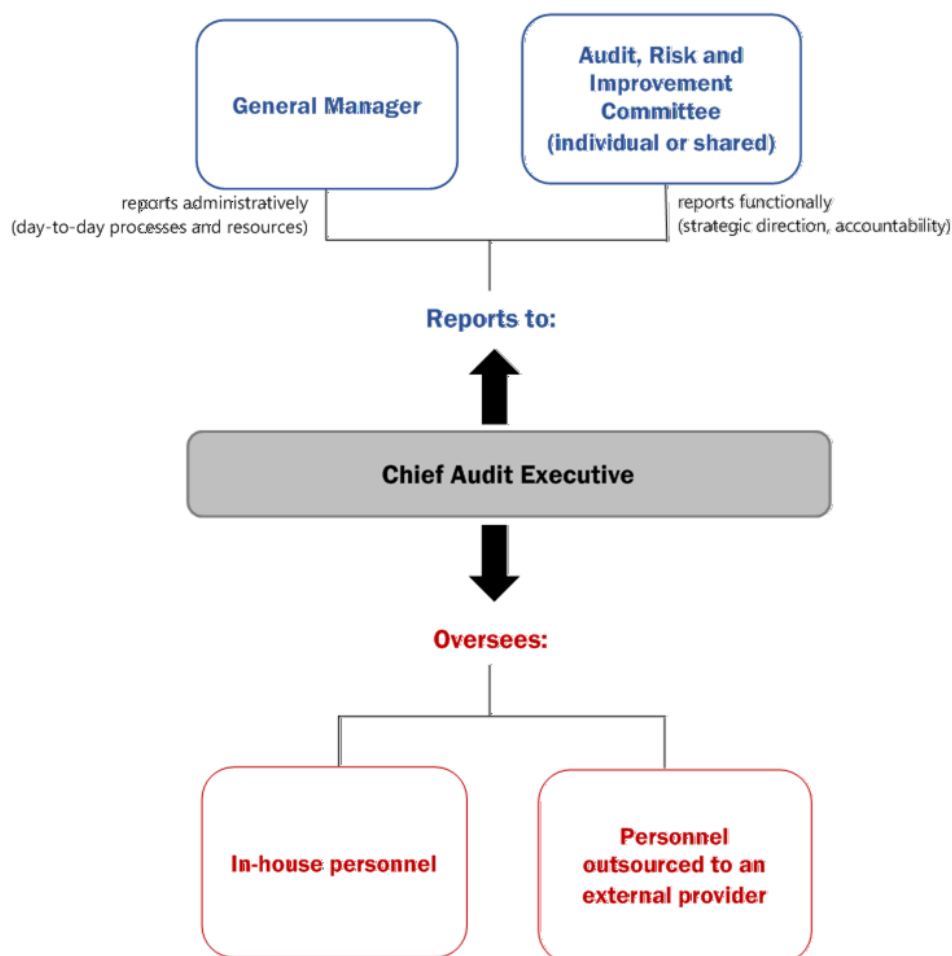 General Manager
Audit, Risk and
Improvement
Committee
(individual or shared)
reports administratively
(day-to-day processes and resources)
reports functionally
(strategic direction, accountability)
Reports to:
Chief Audit Executive
Oversees:
In-house personnel
Personnel
outsourced to an
external provider